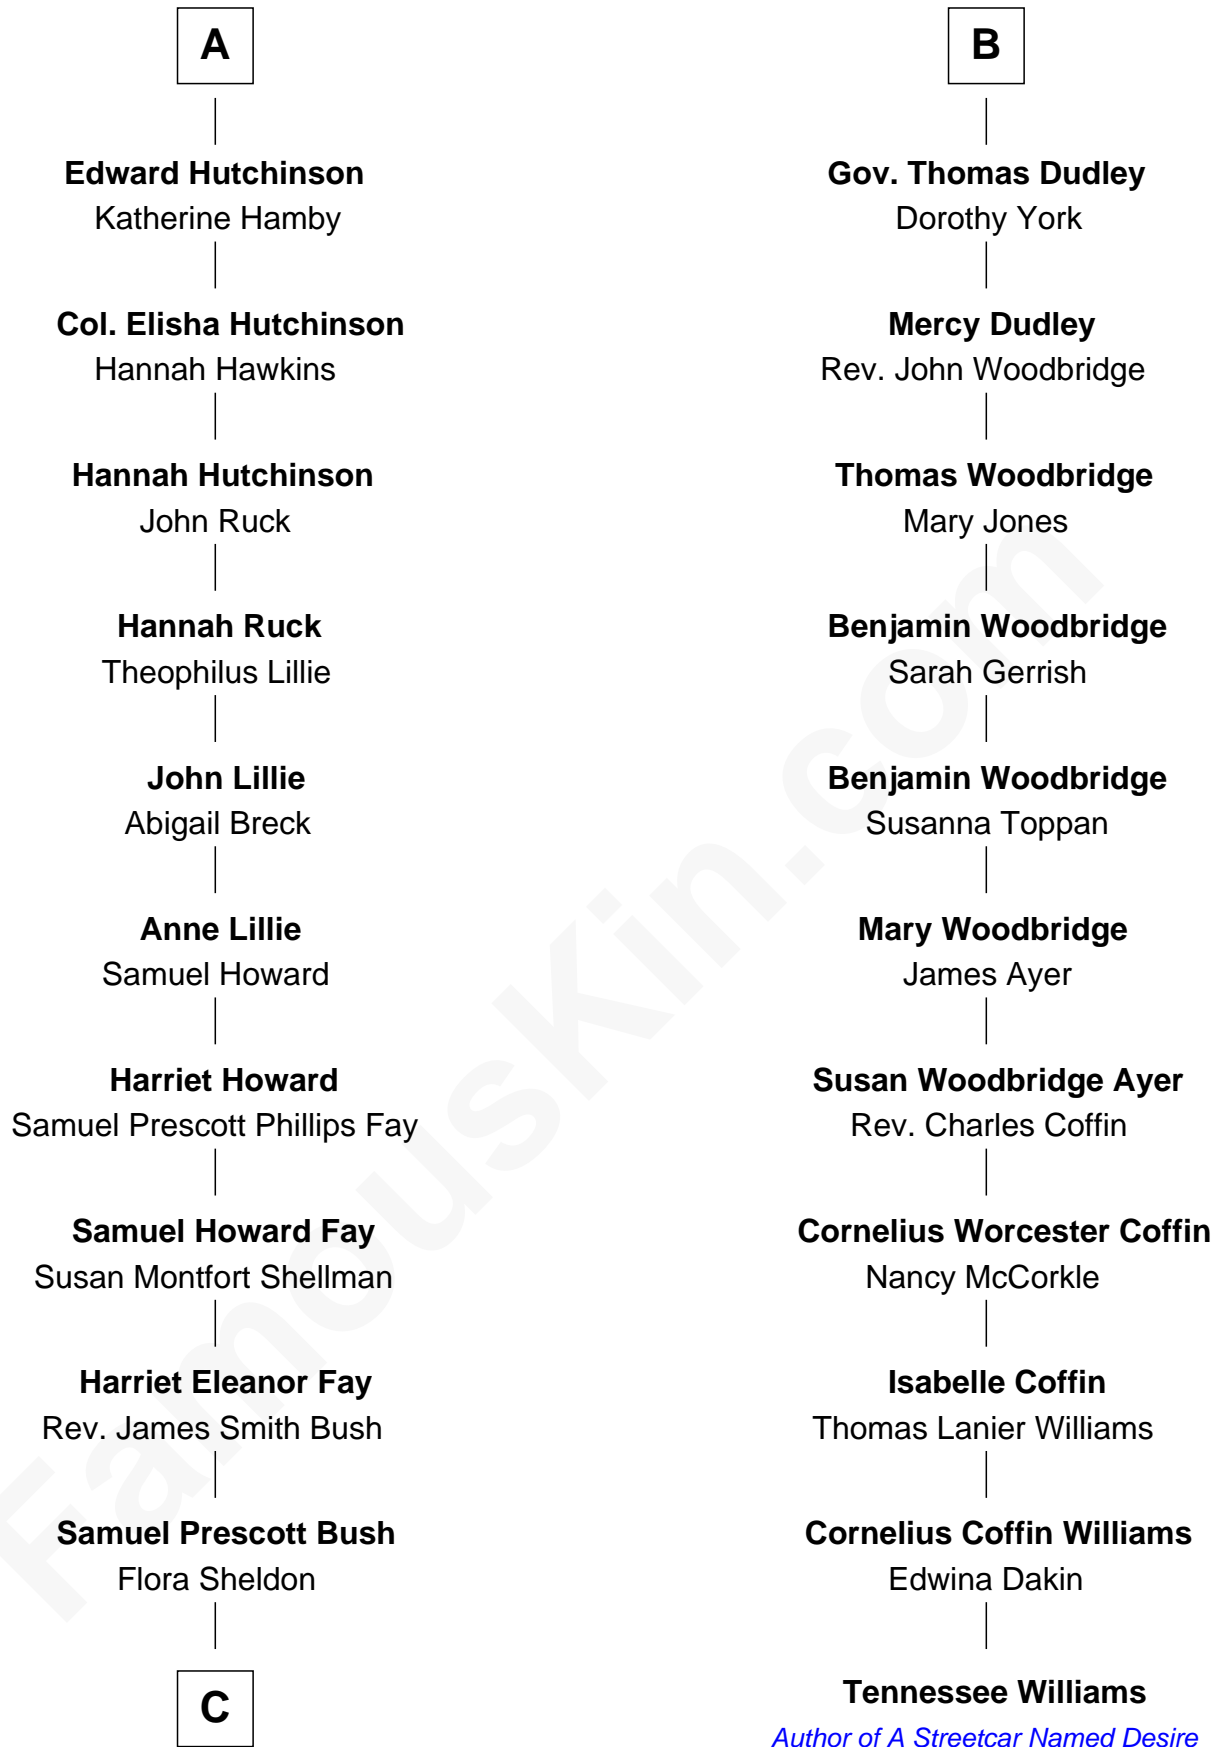 A
Edward Hutchinson
Katherine Hamby
Col. Elisha Hutchinson
Hannah Hawkins
Hannah Hutchinson
John Ruck
Hannah Ruck
Theophilus Lillie
John Lillie
Abigail Breck
Anne Lillie
Samuel Howard
Harriet Howard
Samuel Prescott Phillips Fay
Samuel Howard Fay
Susan Montfort Shellman
Harriet Eleanor Fay
Rev. James Smith Bush
Samuel Prescott Bush
Flora Sheldon
C
B
Gov. Thomas Dudley
Dorothy York
Mercy Dudley
Rev. John Woodbridge
Thomas Woodbridge
Mary Jones
Benjamin Woodbridge
Sarah Gerrish
Benjamin Woodbridge
Susanna Toppan
Mary Woodbridge
James Ayer
Susan Woodbridge Ayer
Rev. Charles Coffin
Cornelius Worcester Coffin
Nancy McCorkle
Isabelle Coffin
Thomas Lanier Williams
Cornelius Coffin Williams
Edwina Dakin
Tennessee Williams
Author of A Streetcar Named Desire
FamousKin.com